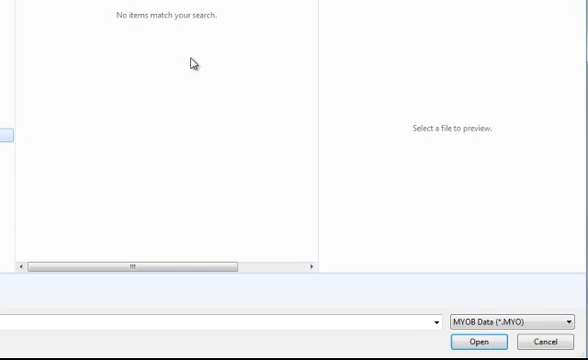 No items match your search.
Select a file to preview.
MYOB Data (*.MYO)
Open
Cancel